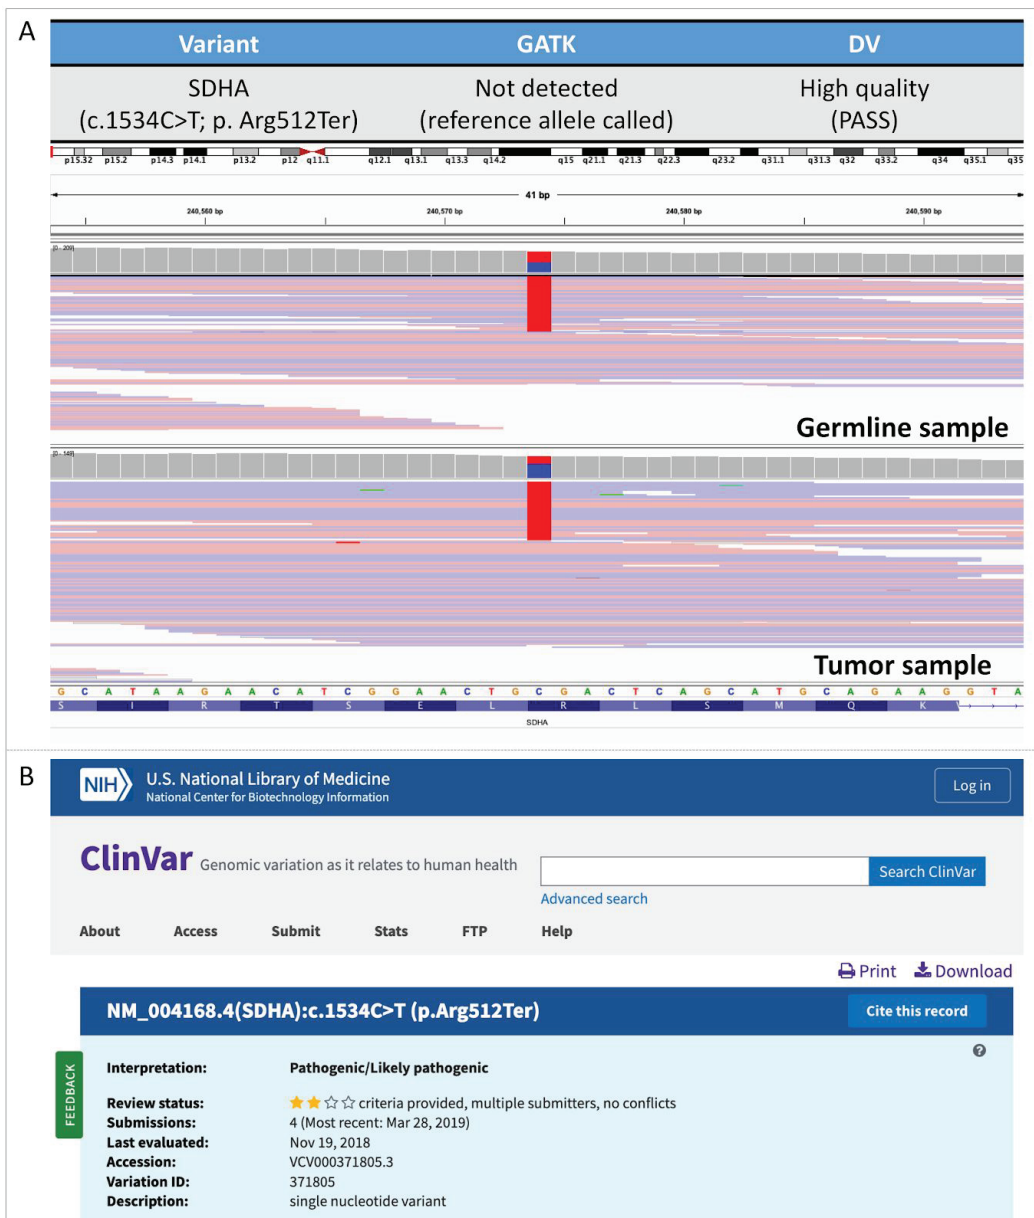 A
Variant GATK DV
SDHA Not detected High quality
(c.1534C>T; p. Arg512Ter) (reference allele called) (PASS)
p15.32 p15.2 p14.3 p14.1 p13.2 p12 q11.1 q12.1 q13.1 q13.3 q14.2 q15 q21.1 q21.3 q22.3 q23.2 q31.1 q31.3 q32 q33.2 q34 q35.1 q35
41 bp
240,560 bp 240,570 bp 240,580 bp 240,590 bp
[0 - 209]
Germline sample
[0 - 149]
Tumor sample
G C A T A A G A A C A T C G G A A C T G C G A C T C A G C A T G C A G A A G G T A
S I R T S E L R L S M Q K
SDHA
B
NIH U.S. National Library of Medicine
National Center for Biotechnology Information
Log in
ClinVar Genomic variation as it relates to human health
Search ClinVar
Advanced search
About Access Submit Stats FTP Help
Print Download
NM_004168.4(SDHA):c.1534C>T (p.Arg512Ter) Cite this record
?
FEEDBACK
Interpretation: Pathogenic/Likely pathogenic
Review status: criteria provided, multiple submitters, no conflicts
Submissions: 4 (Most recent: Mar 28, 2019)
Last evaluated: Nov 19, 2018
Accession: VCV000371805.3
Variation ID: 371805
Description: single nucleotide variant